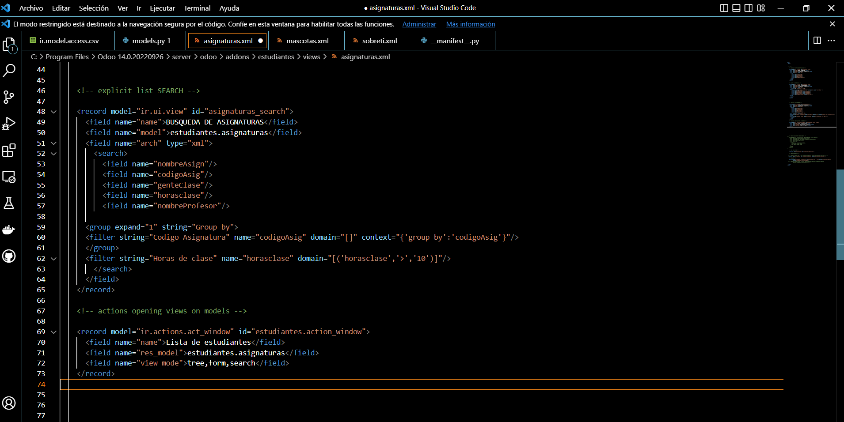 Archivo Editar Selección Ver Ir Ejecutar Terminal Ayuda
● asignaturas.xml - Visual Studio Code
El modo restringido está destinado a la navegación segura por el código. Confíe en esta ventana para habilitar todas las funciones. Administrar Más información
ir.model.access.csv models.py 1 asignaturas.xml ● mascotas.xml sobreti.xml __manifest__.py
C: > Program Files > Odoo 14.0.20220926 > server > odoo > addons > estudiantes > views > asignaturas.xml
44
45
46 <!-- explicit list SEARCH -->
47
48 <record model="ir.ui.view" id="asignaturas_search">
49 <field name="name">BUSQUEDA DE ASIGNATURAS</field>
50 <field name="model">estudiantes.asignaturas</field>
51 <field name="arch" type="xml">
52 <search>
53 <field name="nombreAsign"/>
54 <field name="codigoAsig"/>
55 <field name="genteClase"/>
56 <field name="horasclase"/>
57 <field name="nombreProfesor"/>
58
59 <group expand="1" string="Group by">
60 <filter string="Codigo Asignatura" name="codigoAsig" domain="[]" context="{'group_by':'codigoAsig'}"/>
61 </group>
62 <filter string="Horas de clase" name="horasclase" domain="[('horasclase','>','10')]"/>
63 </search>
64 </field>
65 </record>
66
67 <!-- actions opening views on models -->
68
69 <record model="ir.actions.act_window" id="estudiantes.action_window">
70 <field name="name">Lista de estudiantes</field>
71 <field name="res_model">estudiantes.asignaturas</field>
72 <field name="view_mode">tree,form,search</field>
73 </record>
74
75
76
77